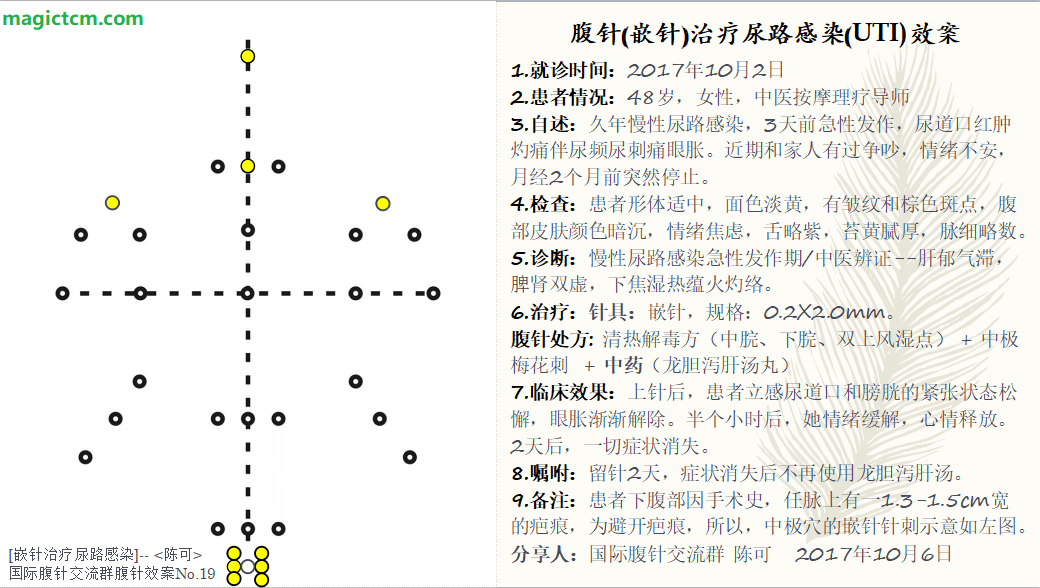 magictcm.com
[嵌针治疗尿路感染]-- <陈可>
国际腹针交流群腹针效案No.19
腹针(嵌针)治疗尿路感染(UTI)效案
1.就诊时间：2017年10月2日
2.患者情况：48岁，女性，中医按摩理疗导师
3.自述：久年慢性尿路感染，3天前急性发作，尿道口红肿
灼痛伴尿频尿刺痛眼胀。近期和家人有过争吵，情绪不安，
月经2个月前突然停止。
4.检查：患者形体适中，面色淡黄，有皱纹和棕色斑点，腹
部皮肤颜色暗沉，情绪焦虑，舌略紫，苔黄腻厚，脉细略数。
5.诊断：慢性尿路感染急性发作期/中医辨证--肝郁气滞，
脾肾双虚，下焦湿热蕴火灼络。
6.治疗：针具：嵌针，规格：0.2X2.0mm。
腹针处方: 清热解毒方（中脘、下脘、双上风湿点） + 中极
梅花刺 + 中药（龙胆泻肝汤丸）
7.临床效果：上针后，患者立感尿道口和膀胱的紧张状态松
懈，眼胀渐渐解除。半个小时后，她情绪缓解，心情释放。
2天后，一切症状消失。
8.嘱咐：留针2天，症状消失后不再使用龙胆泻肝汤。
9.备注：患者下腹部因手术史，任脉上有一1.3-1.5cm宽
的疤痕，为避开疤痕，所以，中极穴的嵌针针刺示意如左图。
分享人：国际腹针交流群 陈可 2017年10月6日